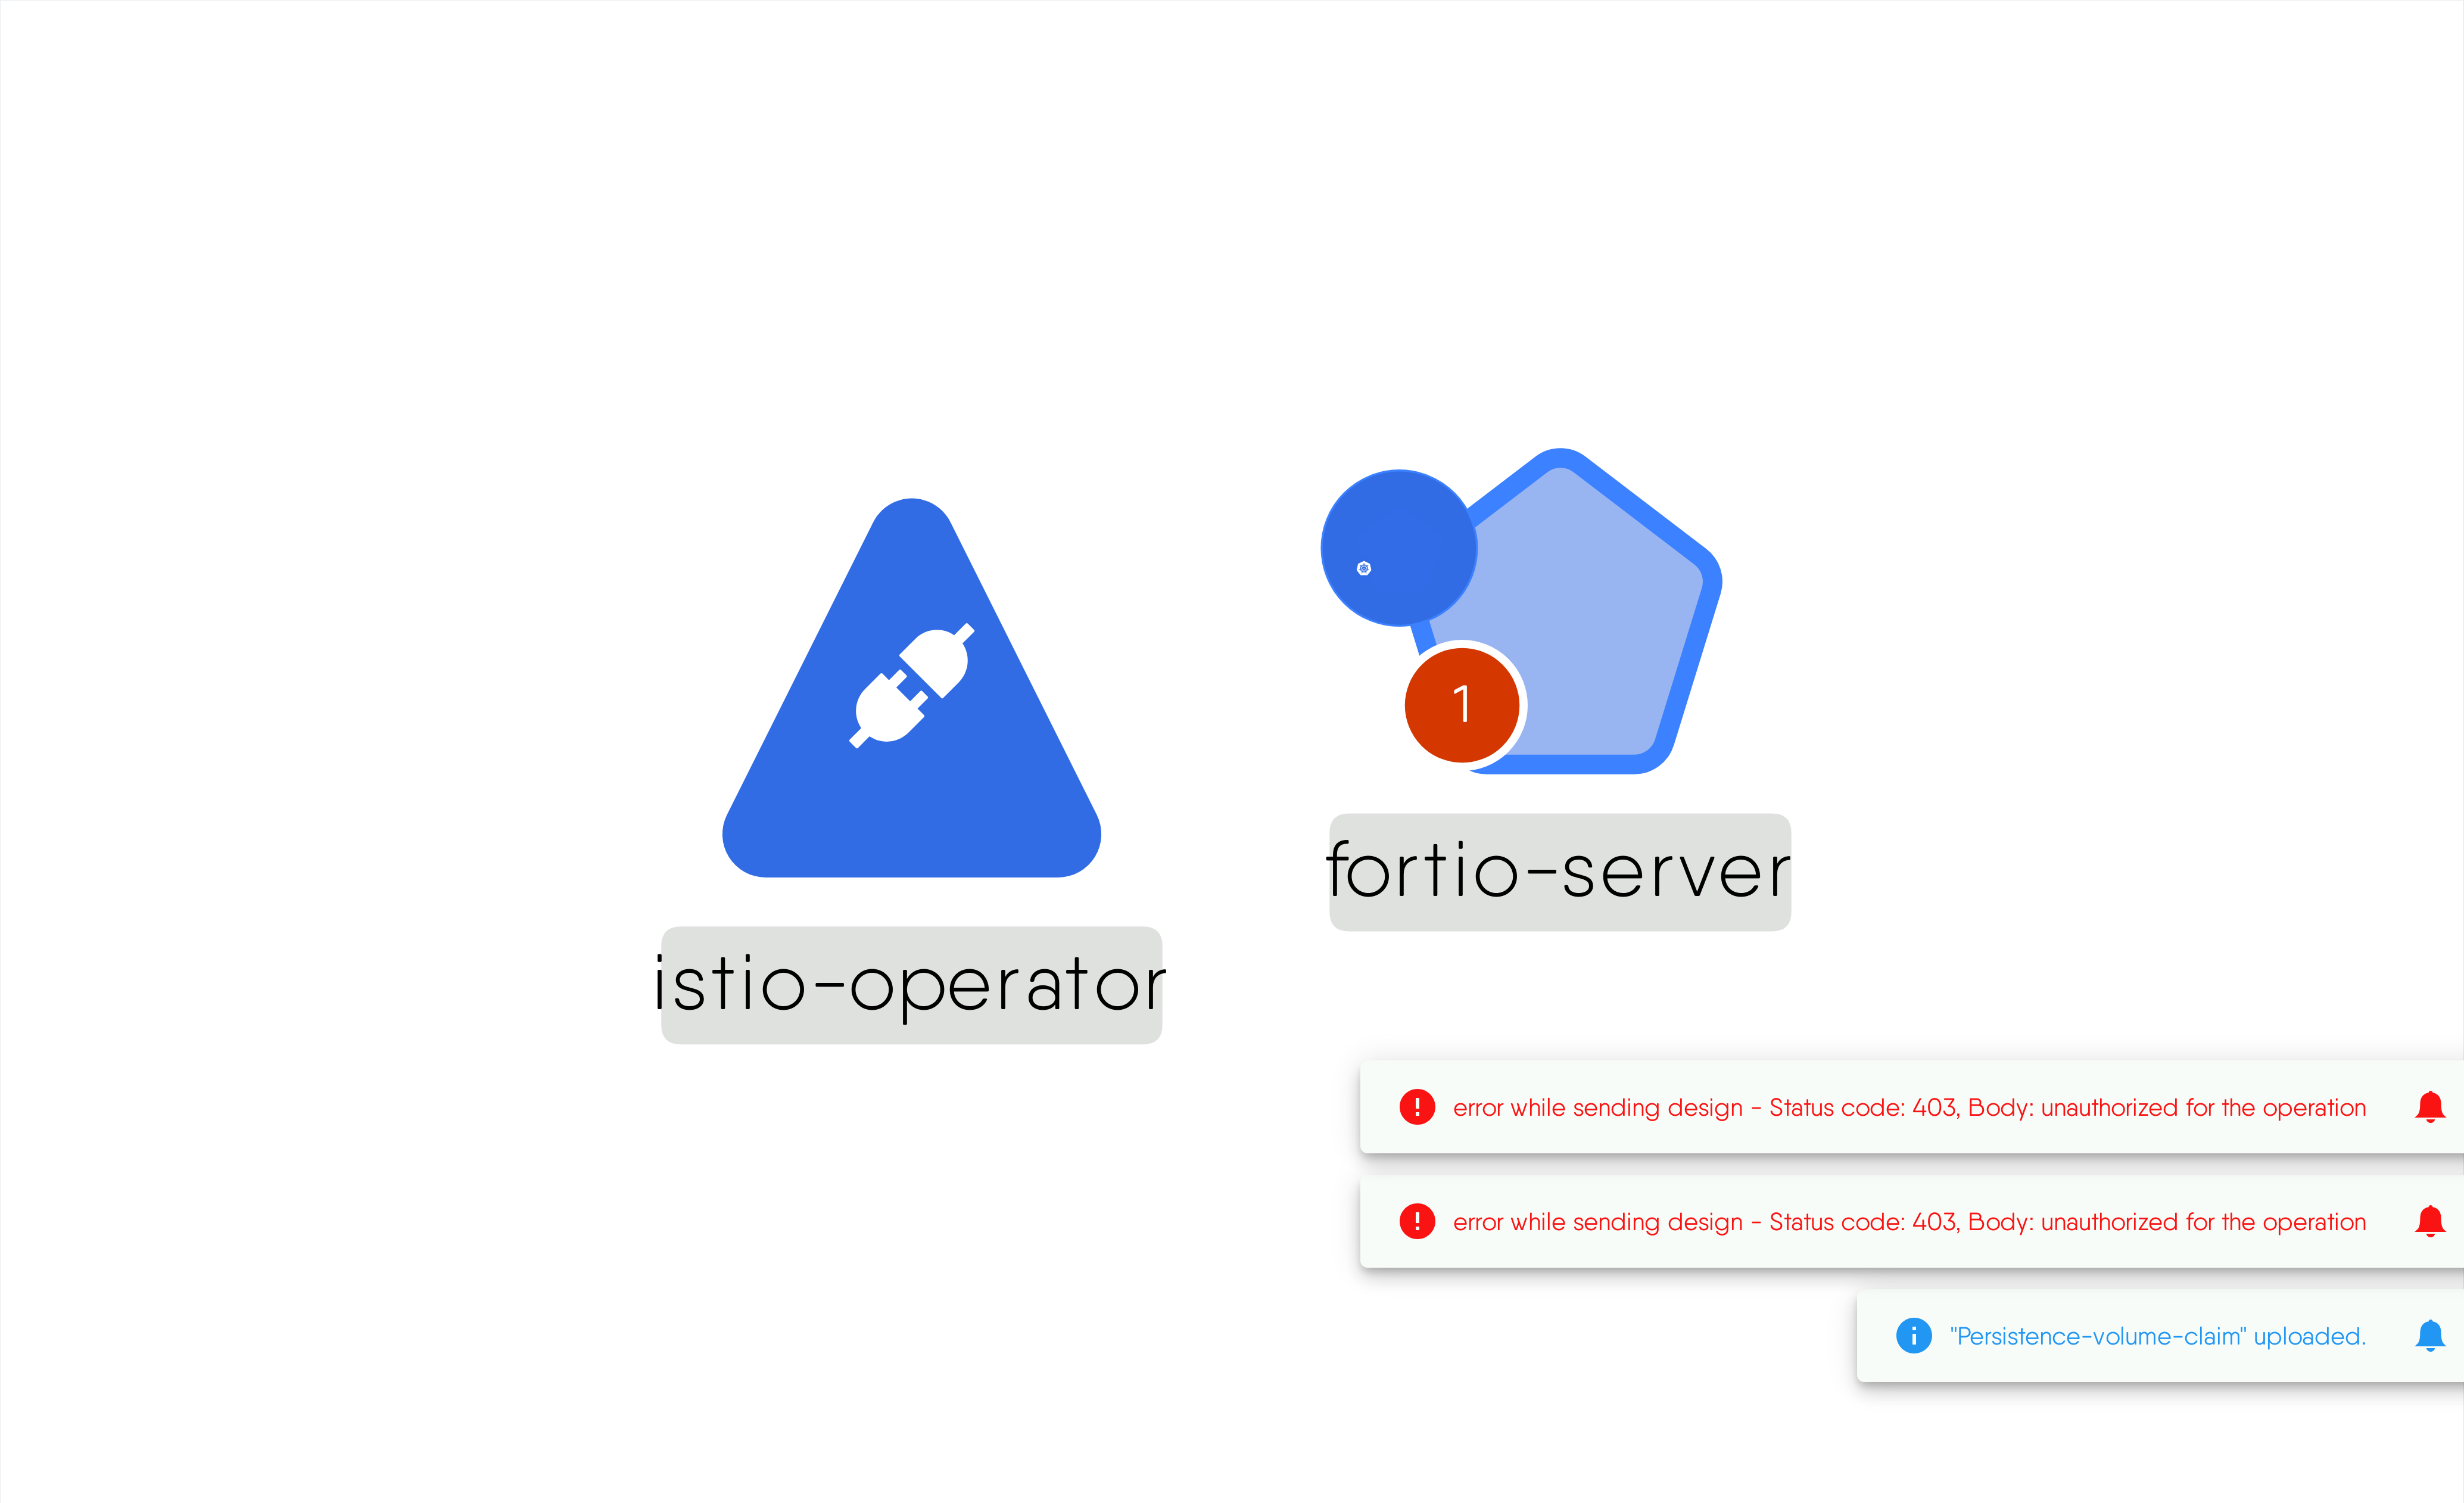 1
fortio-server
istio-operator
error while sending design - Status code: 403, Body: unauthorized for the operation
error while sending design - Status code: 403, Body: unauthorized for the operation
"Persistence-volume-claim" uploaded.